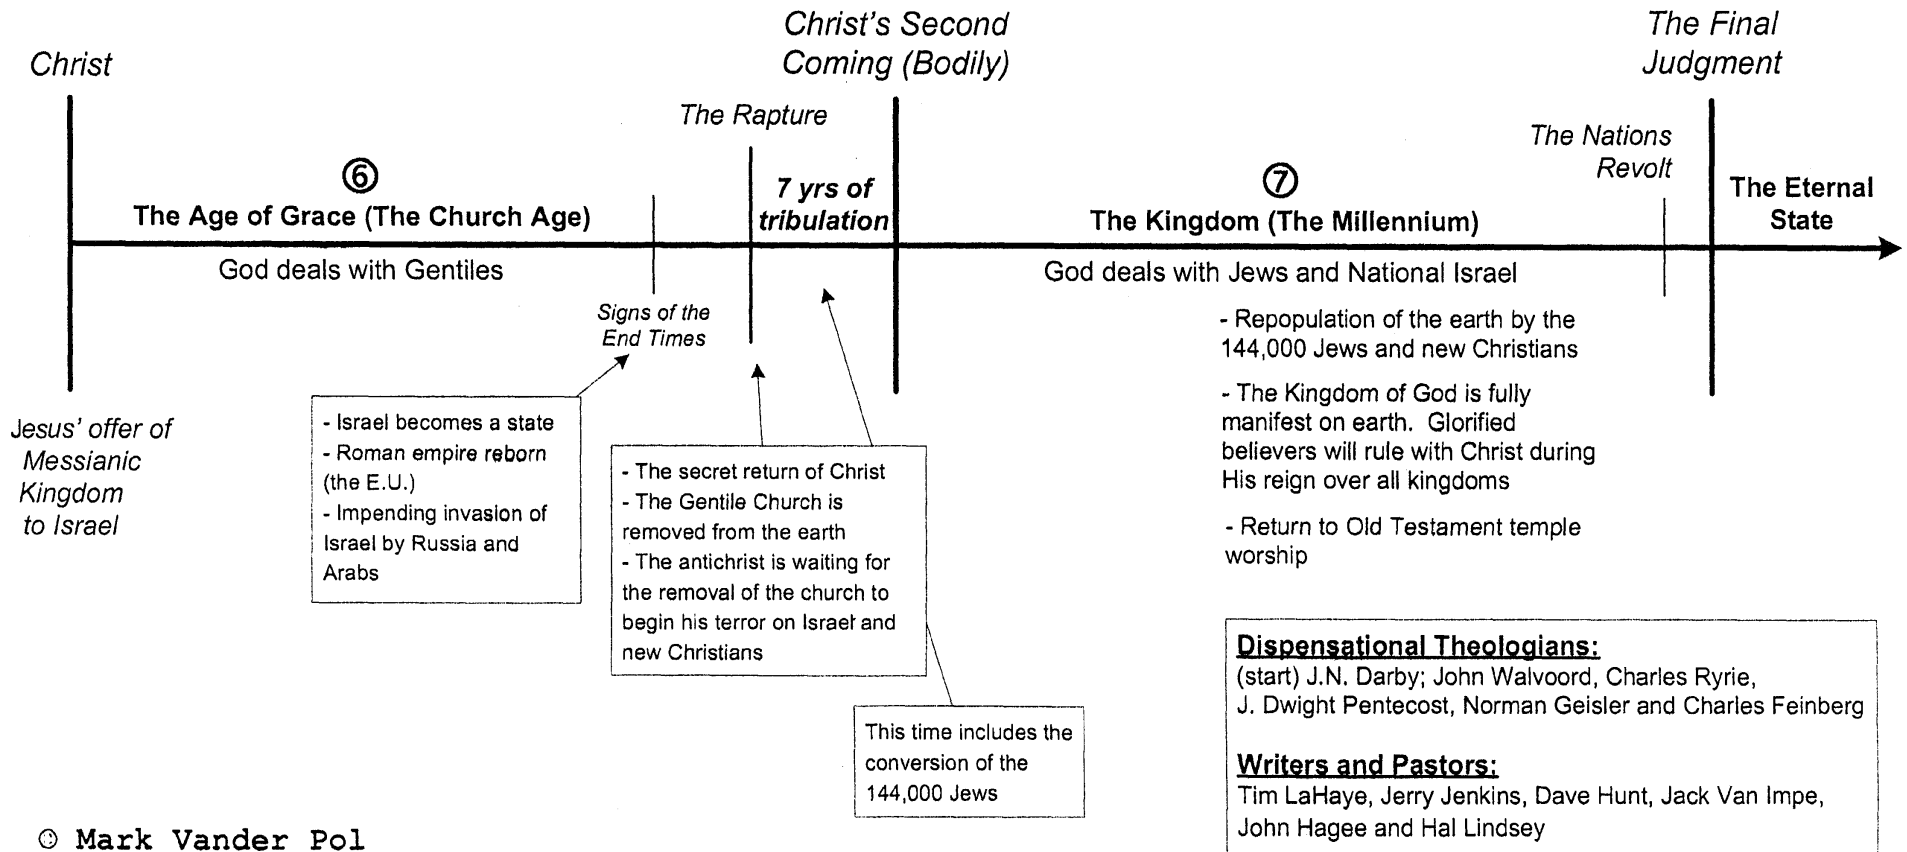 Christ
Christ's Second
Coming (Bodily)
The Final
Judgment
The Rapture
The Nations
Revolt
⑥
The Age of Grace (The Church Age)
7 yrs of
tribulation
⑦
The Kingdom (The Millennium)
The Eternal
State
God deals with Gentiles
God deals with Jews and National Israel
Signs of the
End Times
Jesus' offer of
Messianic
Kingdom
to Israel
- Israel becomes a state
- Roman empire reborn
(the E.U.)
- Impending invasion of
Israel by Russia and
Arabs
- The secret return of Christ
- The Gentile Church is
removed from the earth
- The antichrist is waiting for
the removal of the church to
begin his terror on Israel and
new Christians
This time includes the
conversion of the
144,000 Jews
- Repopulation of the earth by the
144,000 Jews and new Christians
- The Kingdom of God is fully
manifest on earth. Glorified
believers will rule with Christ during
His reign over all kingdoms
- Return to Old Testament temple
worship
Dispensational Theologians:
(start) J.N. Darby; John Walvoord, Charles Ryrie,
J. Dwight Pentecost, Norman Geisler and Charles Feinberg
Writers and Pastors:
Tim LaHaye, Jerry Jenkins, Dave Hunt, Jack Van Impe,
John Hagee and Hal Lindsey
© Mark Vander Pol